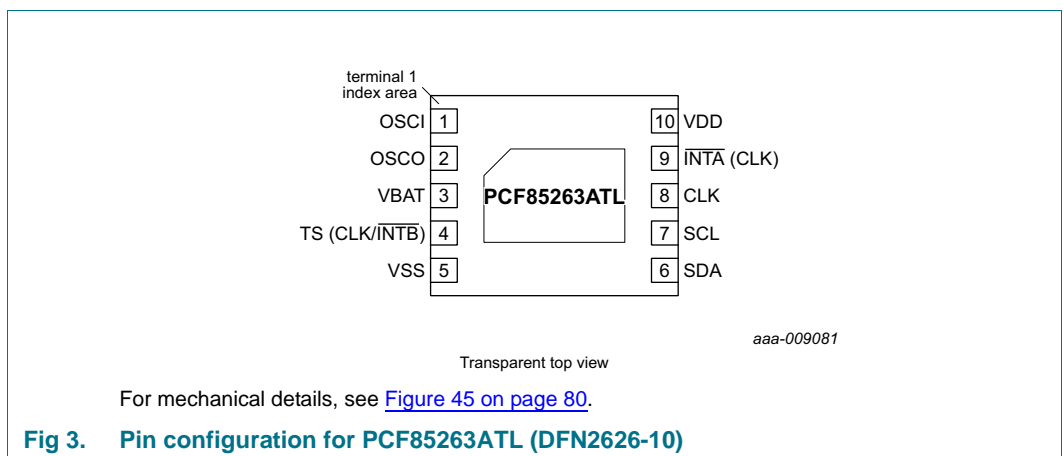 terminal 1
index area
OSCI 1
OSCO 2
VBAT 3
TS (CLK/INTB) 4
VSS 5
PCF85263ATL
10 VDD
9 INTA (CLK)
8 CLK
7 SCL
6 SDA
aaa-009081
Transparent top view
For mechanical details, see Figure 45 on page 80.
Fig 3. Pin configuration for PCF85263ATL (DFN2626-10)